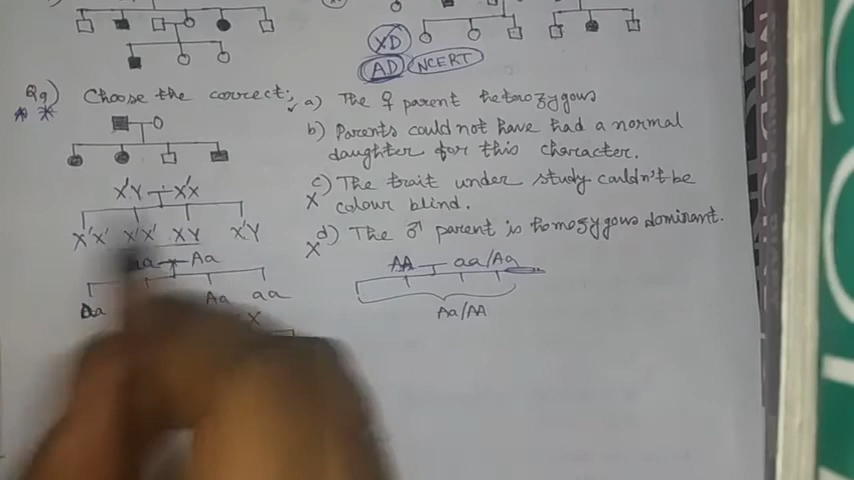 XD
AD NCERT
Q9) Choose the correct;
a) The ♀ parent heterozygous
b) Parents could not have had a normal
daughter for this character.
c) The trait under study couldn't be
colour blind.
d) The ♂ parent is homozygous dominant.
X'Y X'X
X'X' X'X' XY X'Y
aa Aa
Aa aa
X
AA aa/Aa
Aa/AA